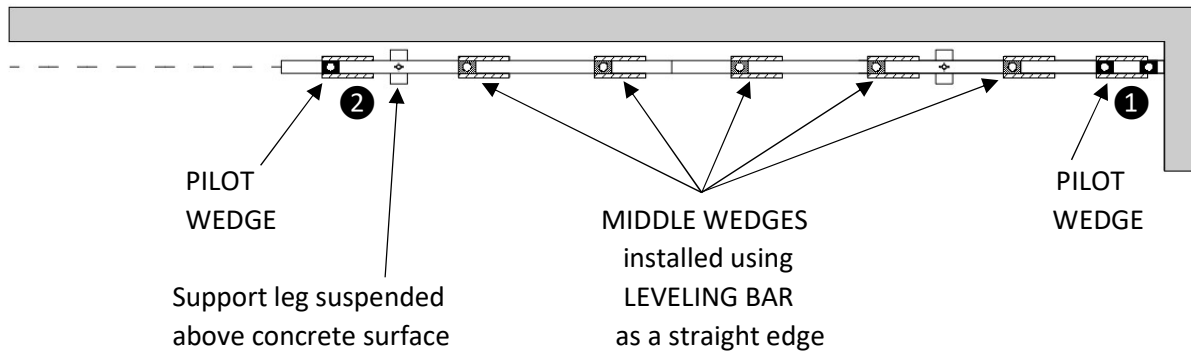 2
1
PILOT
WEDGE
MIDDLE WEDGES
installed using
LEVELING BAR
as a straight edge
PILOT
WEDGE
Support leg suspended
above concrete surface